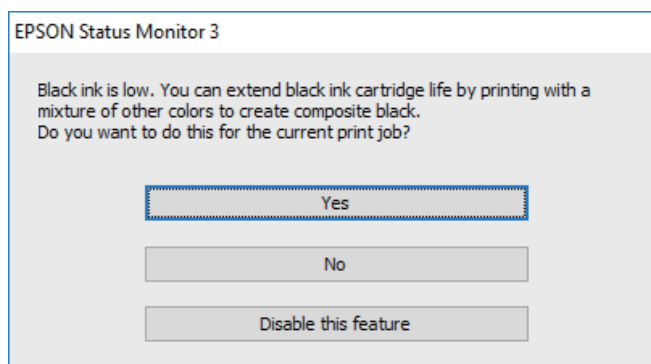 EPSON Status Monitor 3
Black ink is low. You can extend black ink cartridge life by printing with a
mixture of other colors to create composite black.
Do you want to do this for the current print job?
Yes
No
Disable this feature